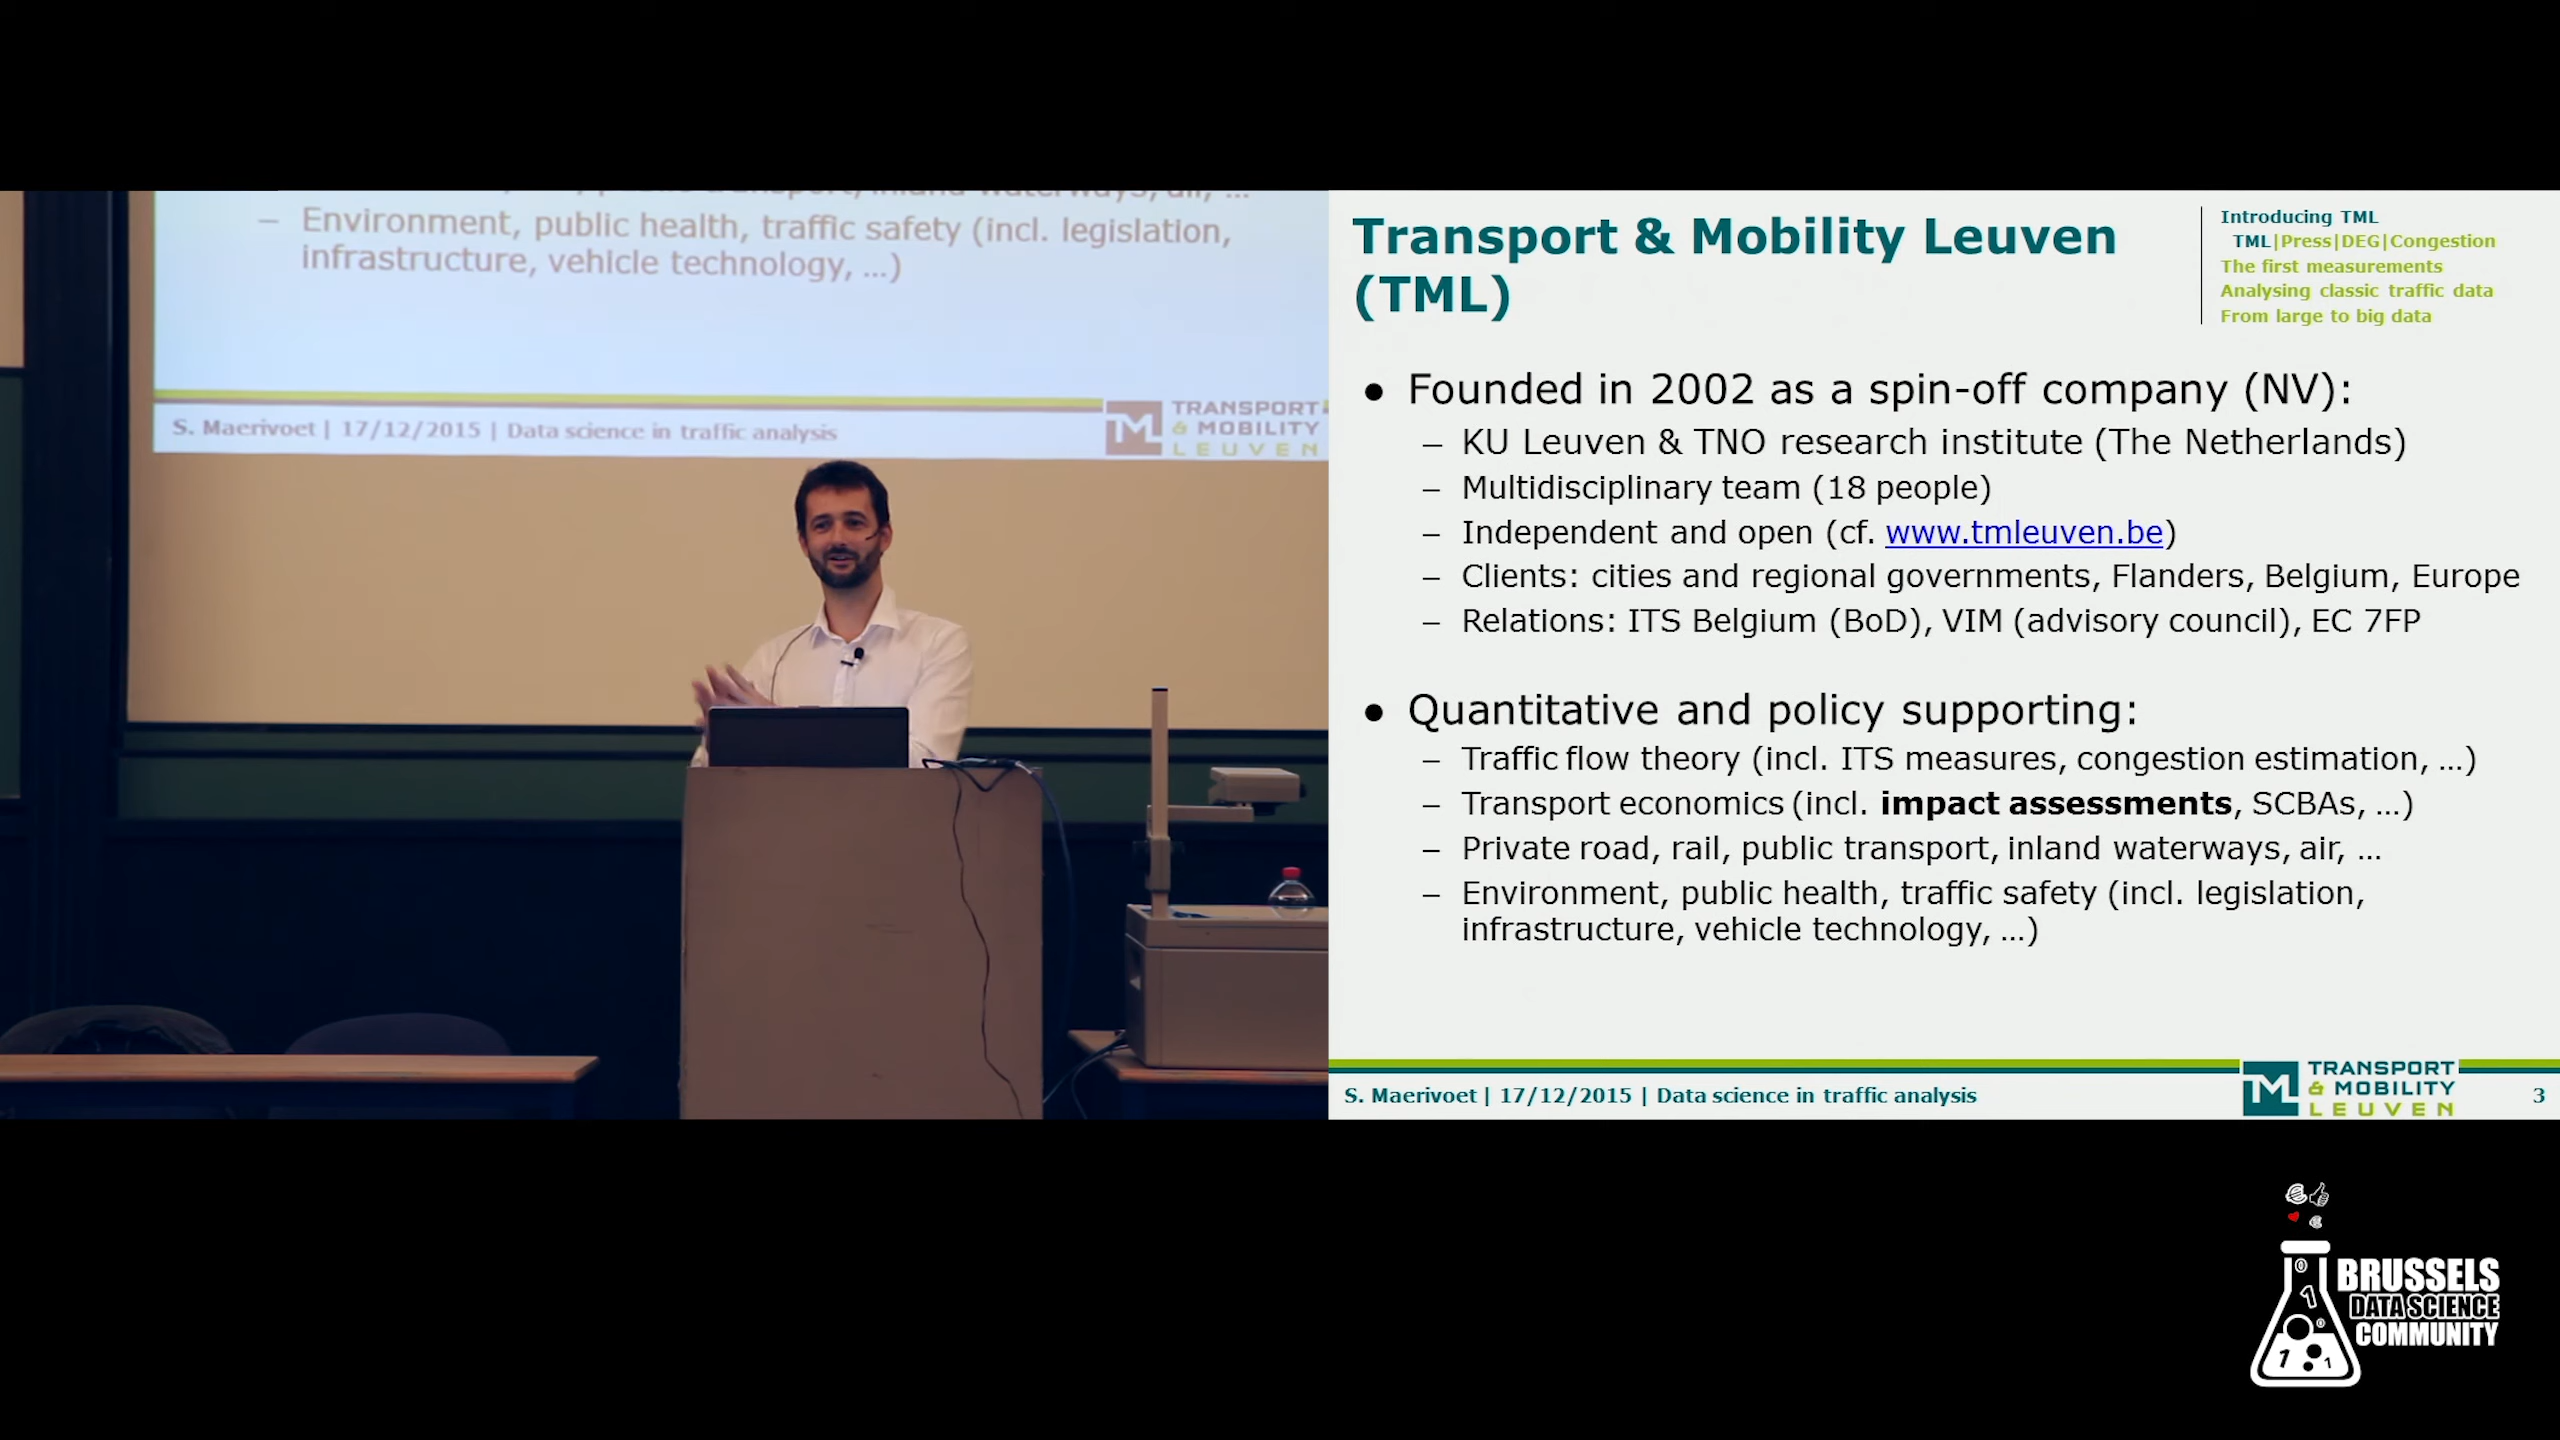 infrastructure, vehicle technology, …)
– Environment, public health, traffic safety (incl. legislation,
infrastructure, vehicle technology, …)
S. Maerivoet | 17/12/2015 | Data science in traffic analysis
TML
TRANSPORT
& MOBILITY
LEUVEN
Transport & Mobility Leuven
(TML)
Introducing TML
TML|Press|DEG|Congestion
The first measurements
Analysing classic traffic data
From large to big data
● Founded in 2002 as a spin-off company (NV):
– KU Leuven & TNO research institute (The Netherlands)
– Multidisciplinary team (18 people)
– Independent and open (cf. www.tmleuven.be)
– Clients: cities and regional governments, Flanders, Belgium, Europe
– Relations: ITS Belgium (BoD), VIM (advisory council), EC 7FP
● Quantitative and policy supporting:
– Traffic flow theory (incl. ITS measures, congestion estimation, …)
– Transport economics (incl. impact assessments, SCBAs, …)
– Private road, rail, public transport, inland waterways, air, …
– Environment, public health, traffic safety (incl. legislation,
infrastructure, vehicle technology, …)
S. Maerivoet | 17/12/2015 | Data science in traffic analysis
TML
TRANSPORT
& MOBILITY
LEUVEN
3
BRUSSELS
DATA SCIENCE
COMMUNITY